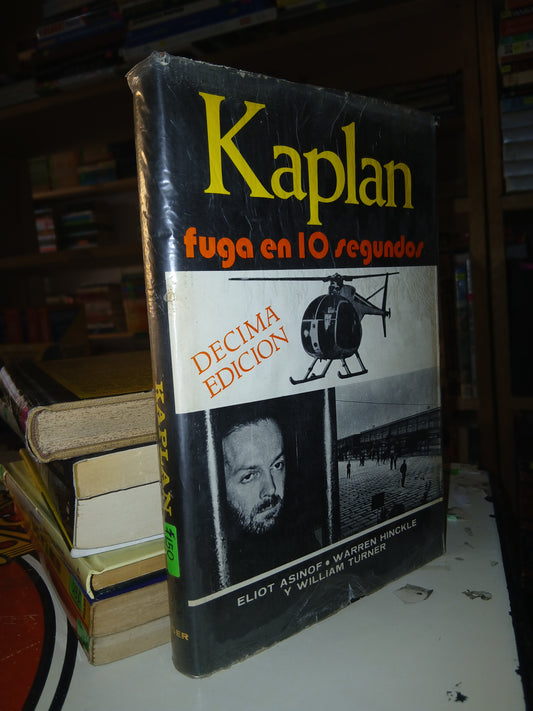 Kaplan
fuga en 10 segundos
DECIMA
EDICION
ELIOT ASINOF • WARREN HINCKLE
Y WILLIAM TURNER
KAPLAN